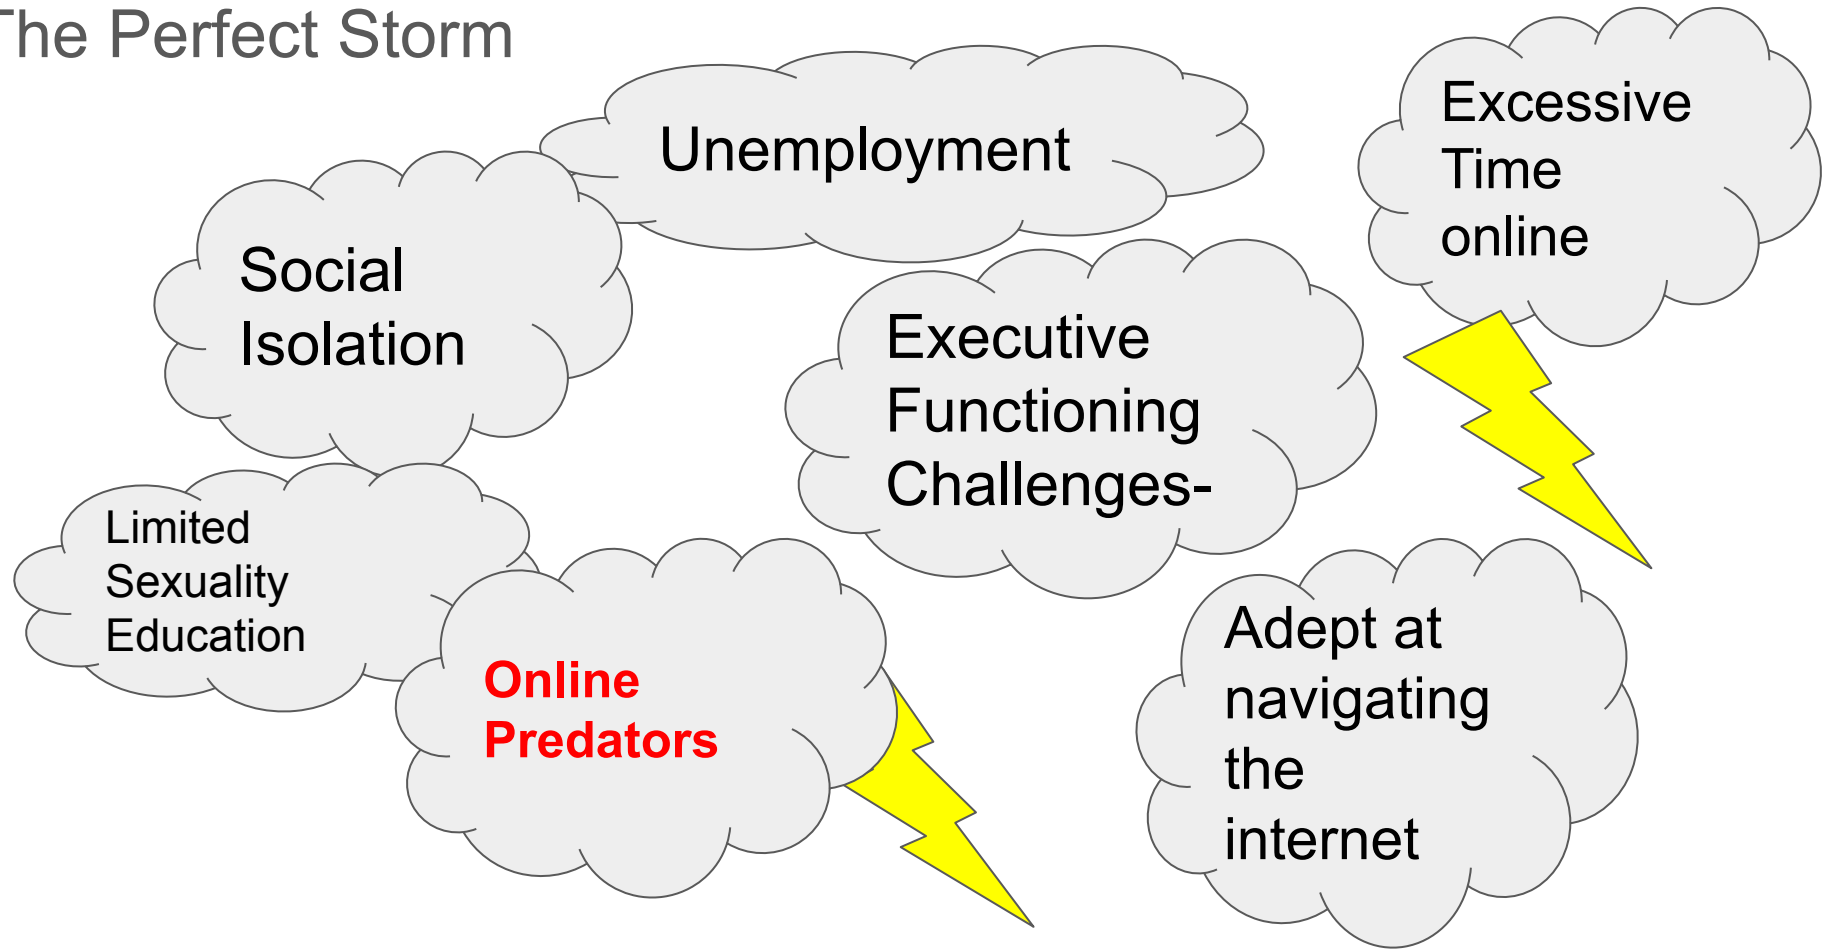 The Perfect Storm
Unemployment
Excessive
Time
online
Social
Isolation
Executive
Functioning
Challenges-
Limited
Sexuality
Education
Online
Predators
Adept at
navigating
the
internet